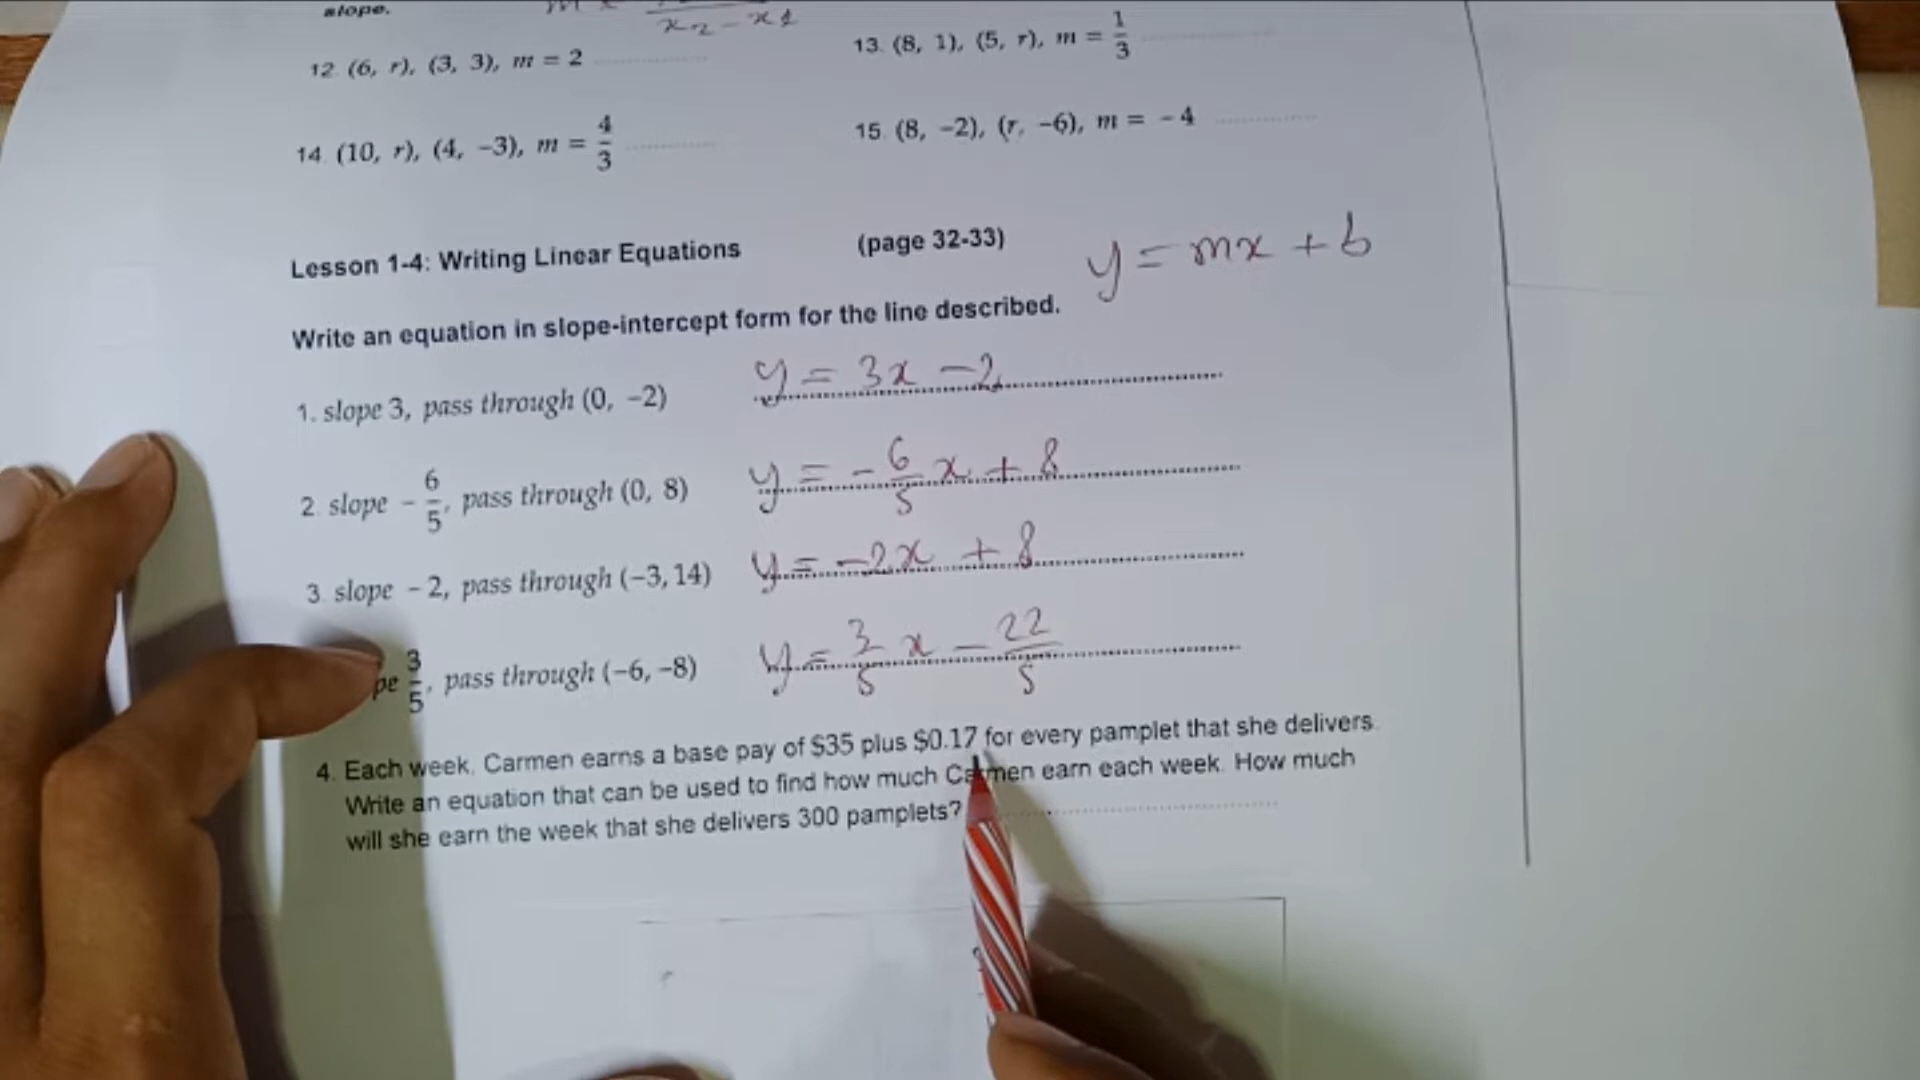 slope. m = / x₂ - x₁
12. (6, r), (3, 3), m = 2
13. (8, 1), (5, r), m = 1/3
14. (10, r), (4, −3), m = 4/3
15. (8, −2), (r, −6), m = − 4
Lesson 1-4: Writing Linear Equations (page 32-33) y = mx + b
Write an equation in slope-intercept form for the line described.
1. slope 3, pass through (0, −2) y = 3x − 2
2. slope − 6/5, pass through (0, 8) y = − 6/5 x + 8
3. slope − 2, pass through (−3, 14) y = −2x + 8
pe 3/5, pass through (−6, −8) y = 3/5 x − 22/5
4. Each week, Carmen earns a base pay of $35 plus $0.17 for every pamplet that she delivers.
Write an equation that can be used to find how much Carmen earn each week. How much
will she earn the week that she delivers 300 pamplets?